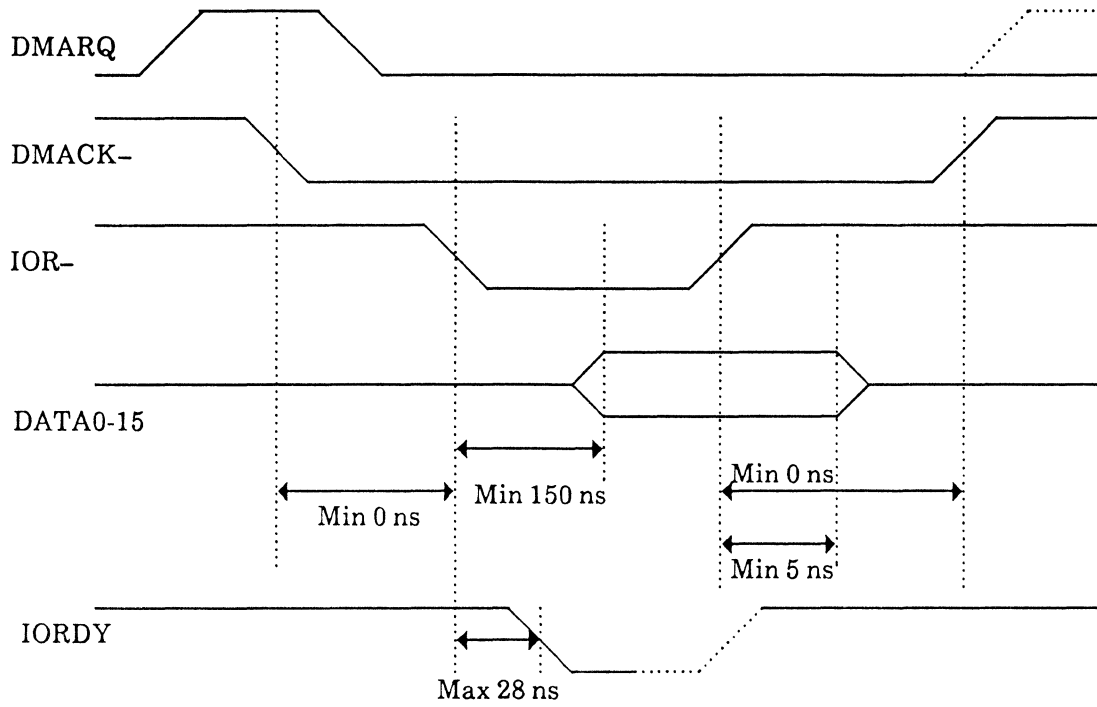 DMARQ
DMACK–
IOR–
DATA0-15
Min 0 ns
Min 150 ns
Min 0 ns
Min 5 ns
IORDY
Max 28 ns